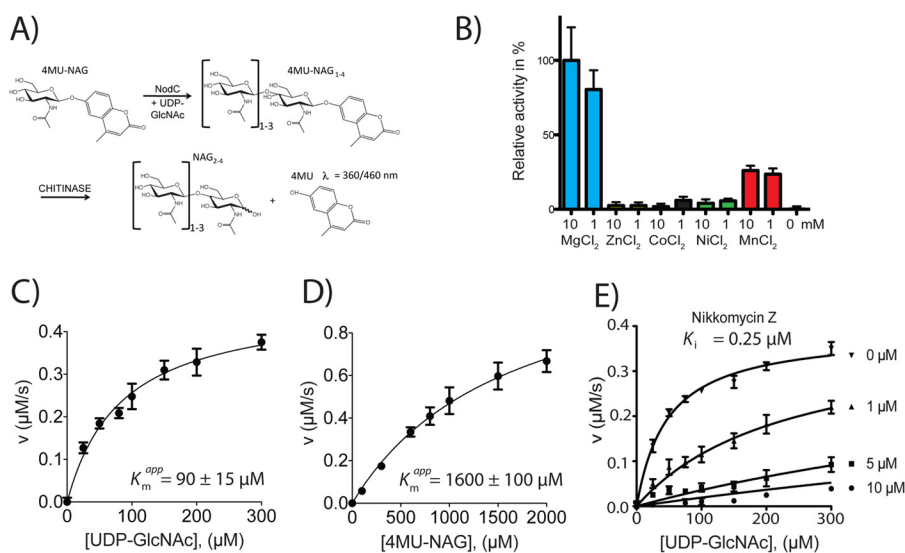 A)
4MU-NAG
NodC
+ UDP-
GlcNAc
4MU-NAG1-4
1-3
CHITINASE
NAG2-4
1-3
+
4MU λ = 360/460 nm
B)
Relative activity in %
100
50
0
10 1 10 1 10 1 10 1 10 1 0 mM
MgCl2 ZnCl2 CoCl2 NiCl2 MnCl2
C)
v (µM/s)
0.4
0.3
0.2
0.1
0.0
Km app = 90 ± 15 µM
0 100 200 300
[UDP-GlcNAc], (µM)
D)
v (µM/s)
0.8
0.6
0.4
0.2
0.0
Km app = 1600 ± 100 µM
0 500 1000 1500 2000
[4MU-NAG], (µM)
E)
Nikkomycin Z
Ki = 0.25 µM
v (µM/s)
0.4
0.3
0.2
0.1
0.0
0 µM
1 µM
5 µM
10 µM
0 100 200 300
[UDP-GlcNAc], (µM)